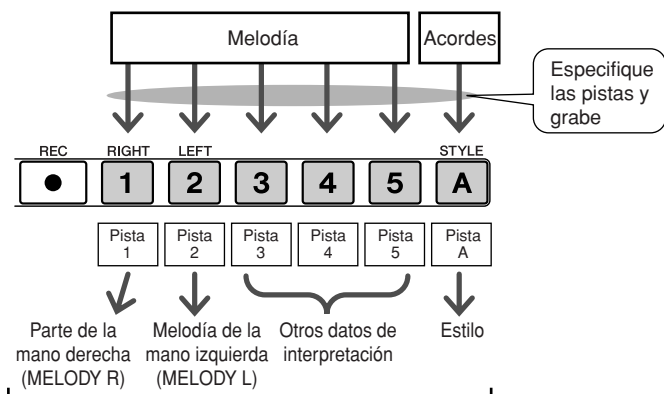 Melodía
Acordes
Especifique
las pistas y
grabe
REC
RIGHT
LEFT
STYLE
1
2
3
4
5
A
Pista
1
Pista
2
Pista
3
Pista
4
Pista
5
Pista
A
Parte de la
mano derecha
(MELODY R)
Melodía de la
mano izquierda
(MELODY L)
Otros datos de
interpretación
Estilo